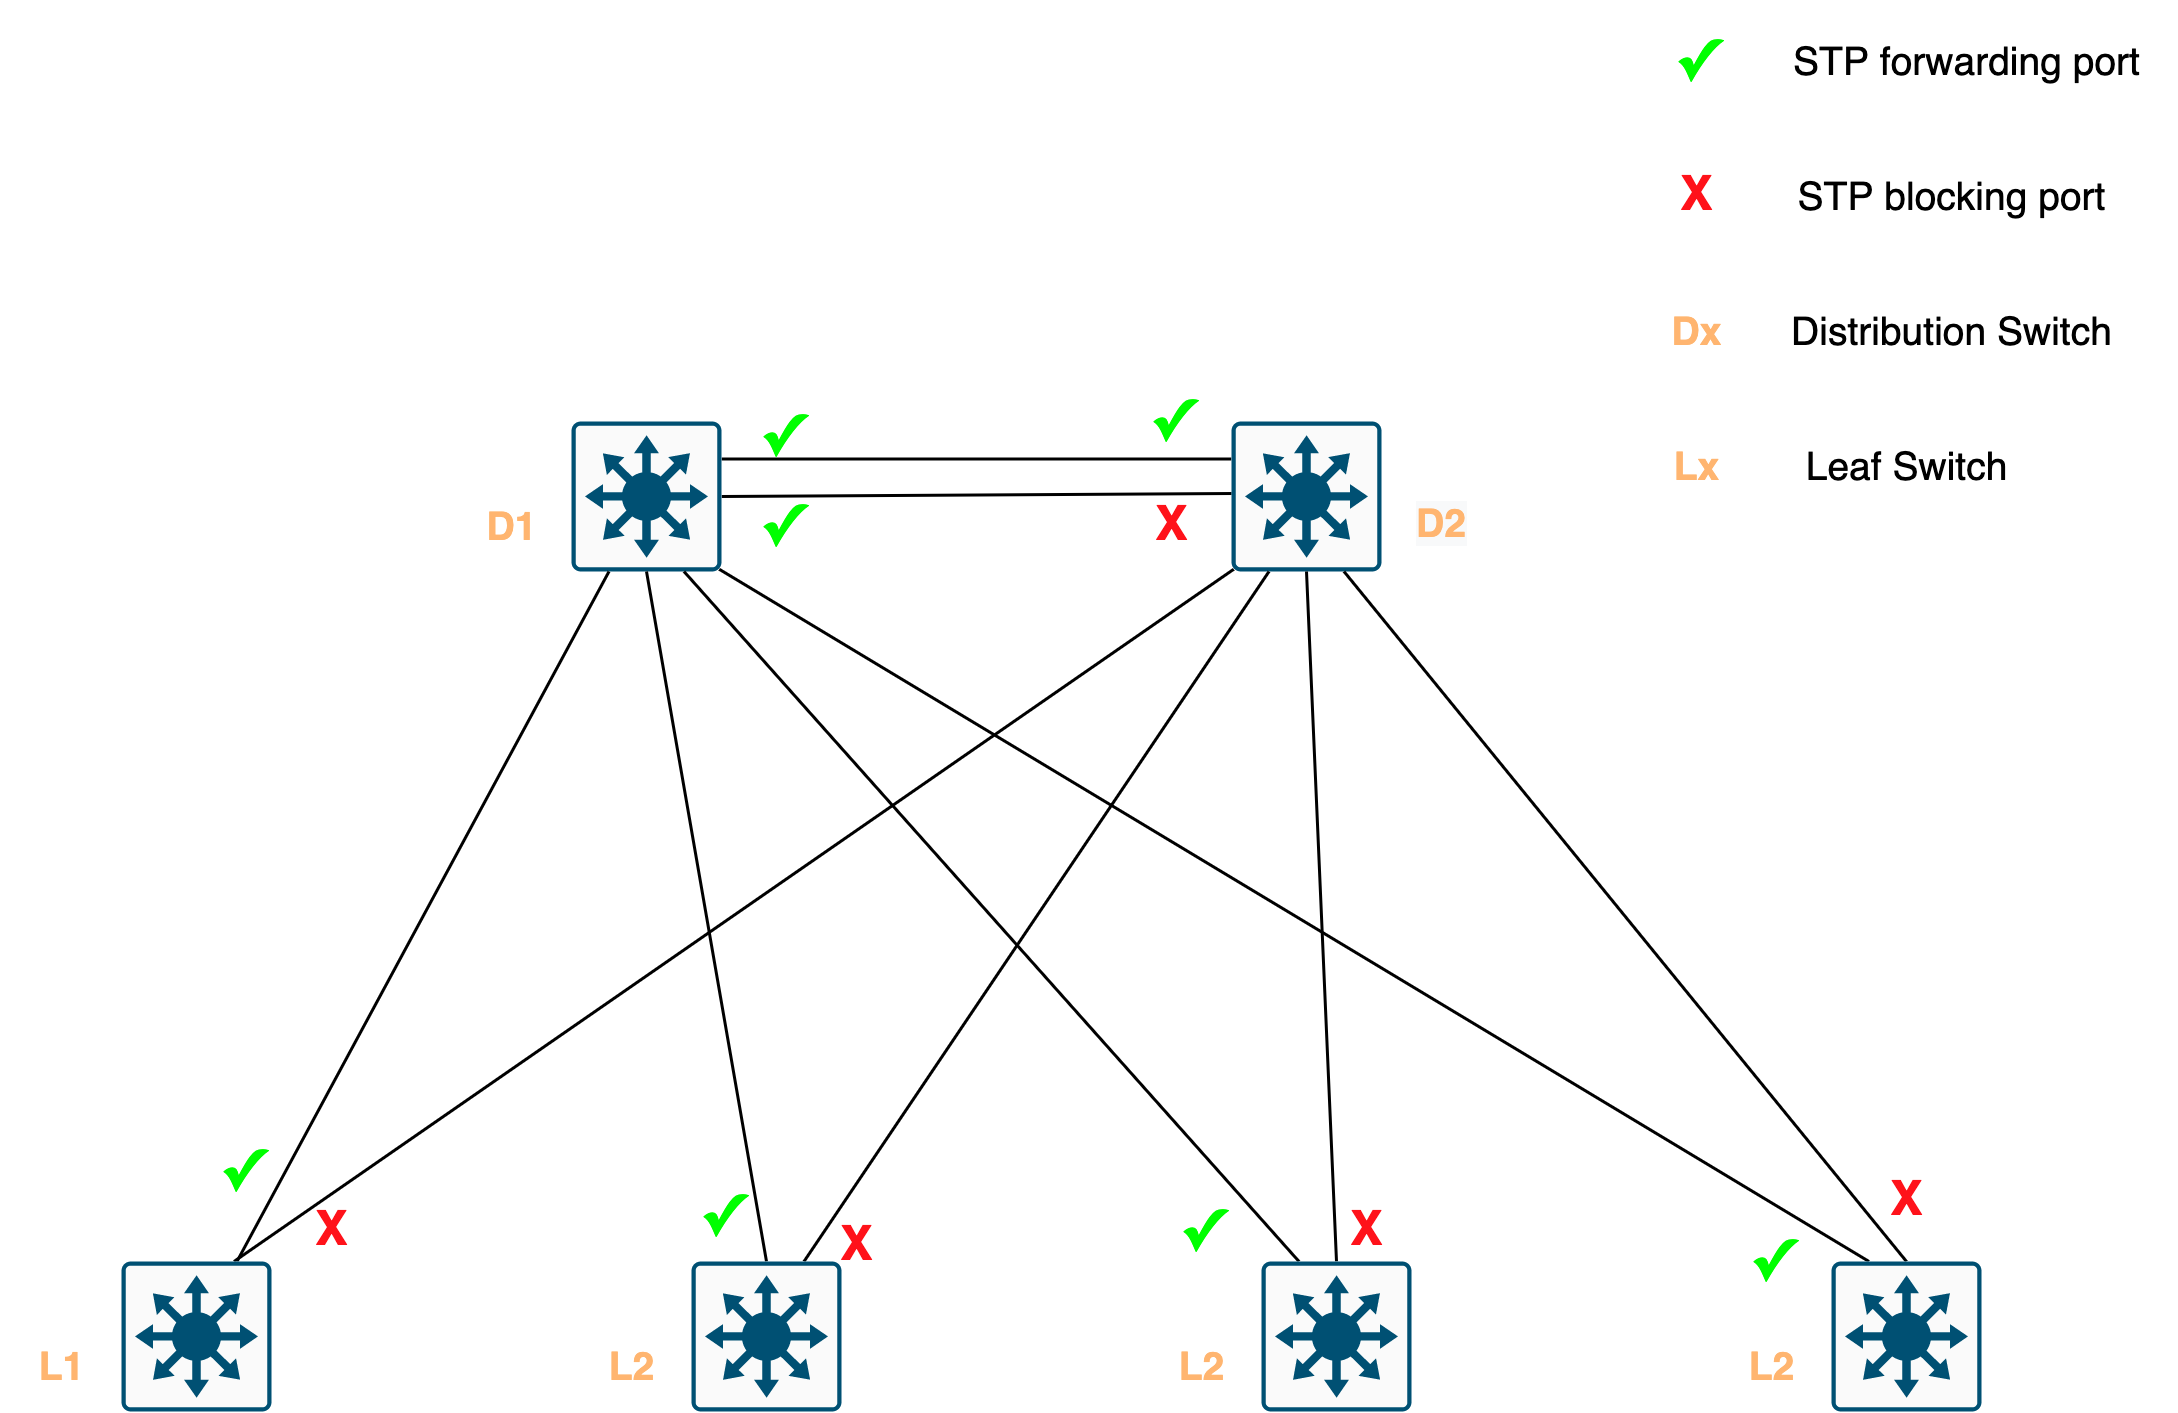 STP forwarding port
X STP blocking port
Dx Distribution Switch
Lx Leaf Switch
D1
X
D2
X
X
X
X
L1
L2
L2
L2